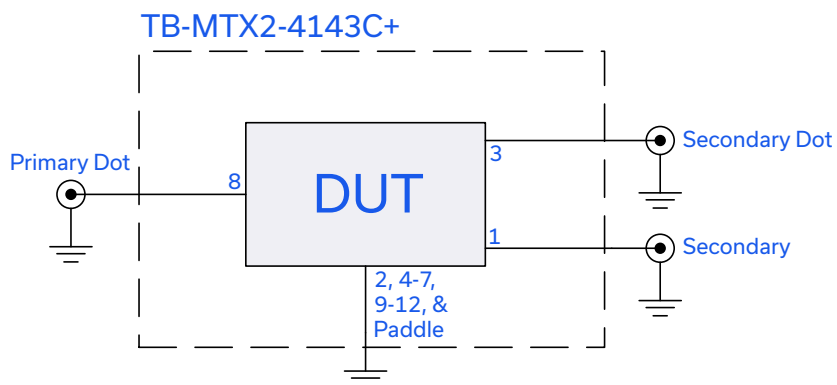 TB-MTX2-4143C+
Primary Dot
8
DUT
3
Secondary Dot
1
Secondary
2, 4-7,
9-12, &
Paddle